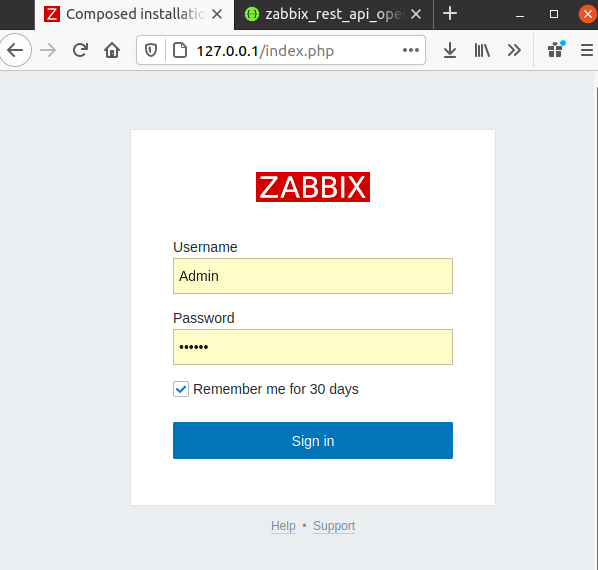 Composed installatio
zabbix_rest_api_ope
127.0.0.1/index.php
ZABBIX
Username
Admin
Password
••••••
Remember me for 30 days
Sign in
Help • Support